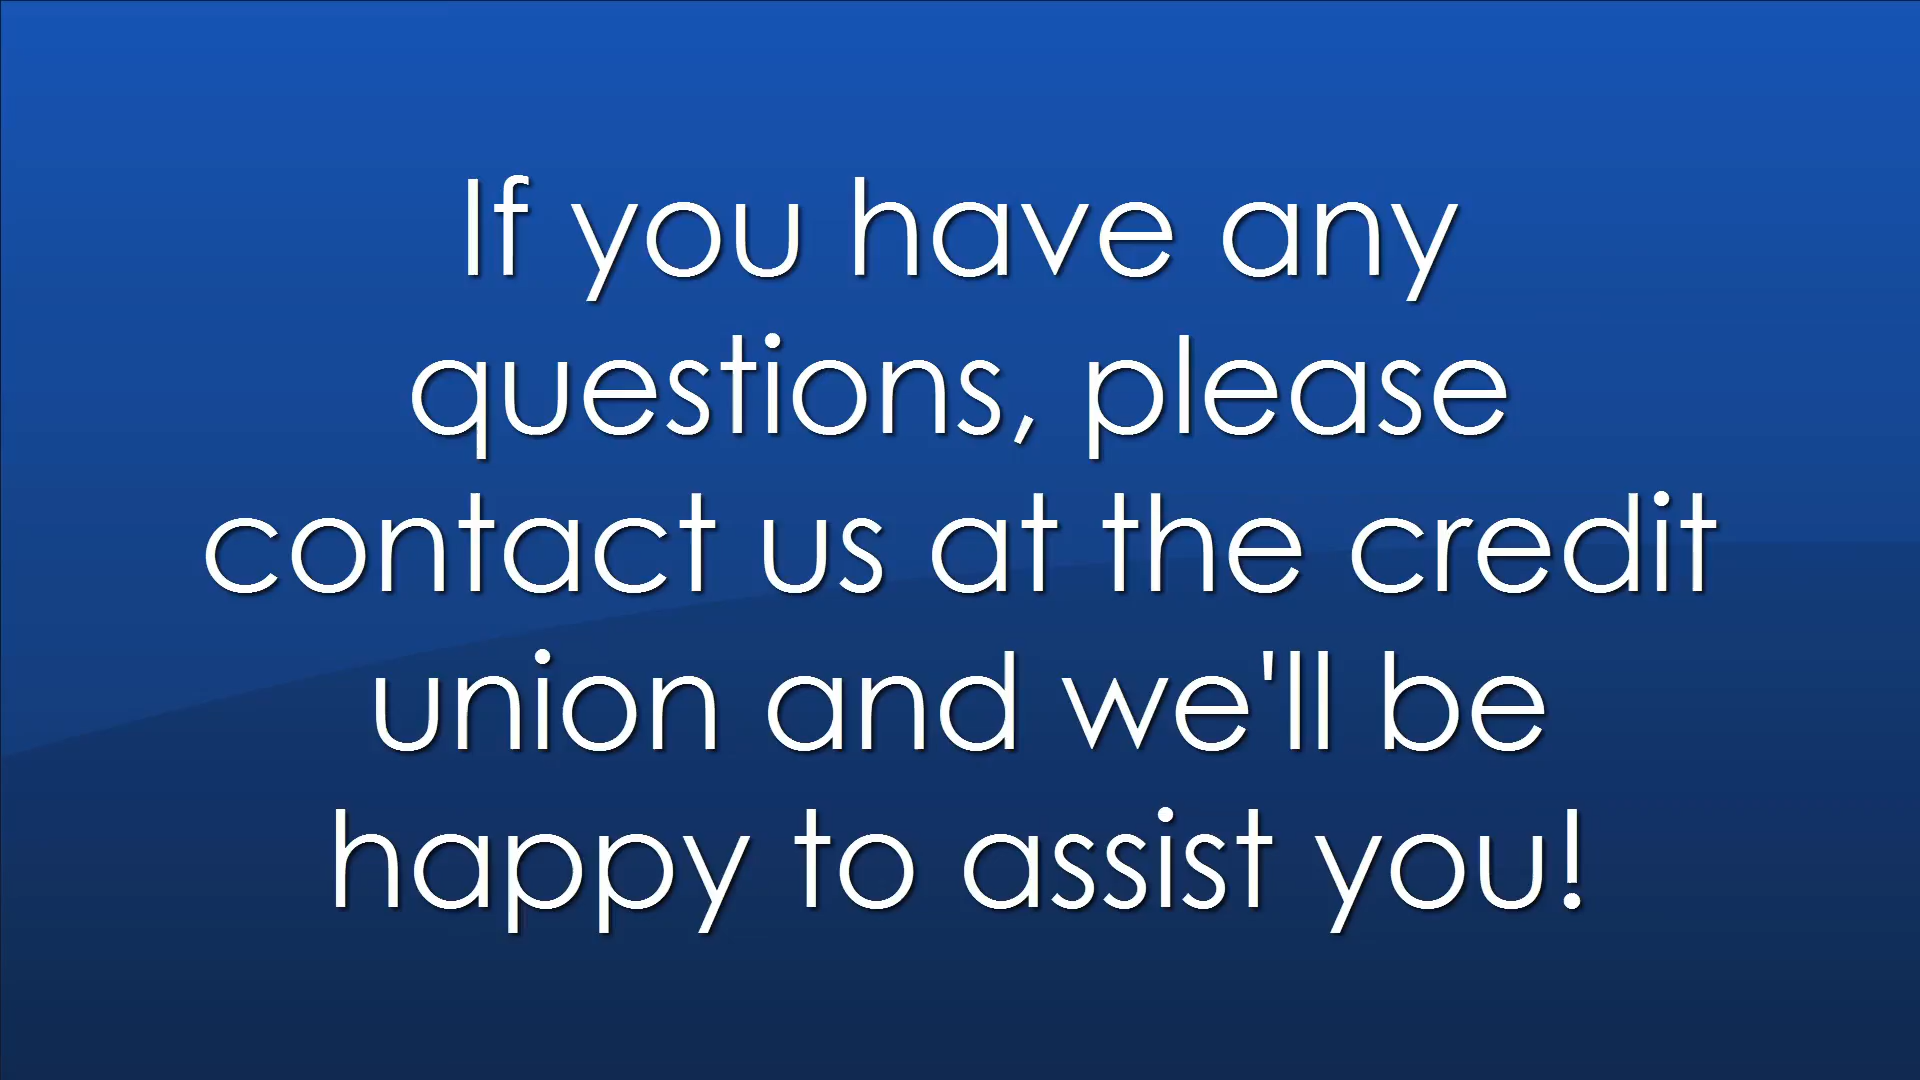 If you have any
questions, please
contact us at the credit
union and we'll be
happy to assist you!